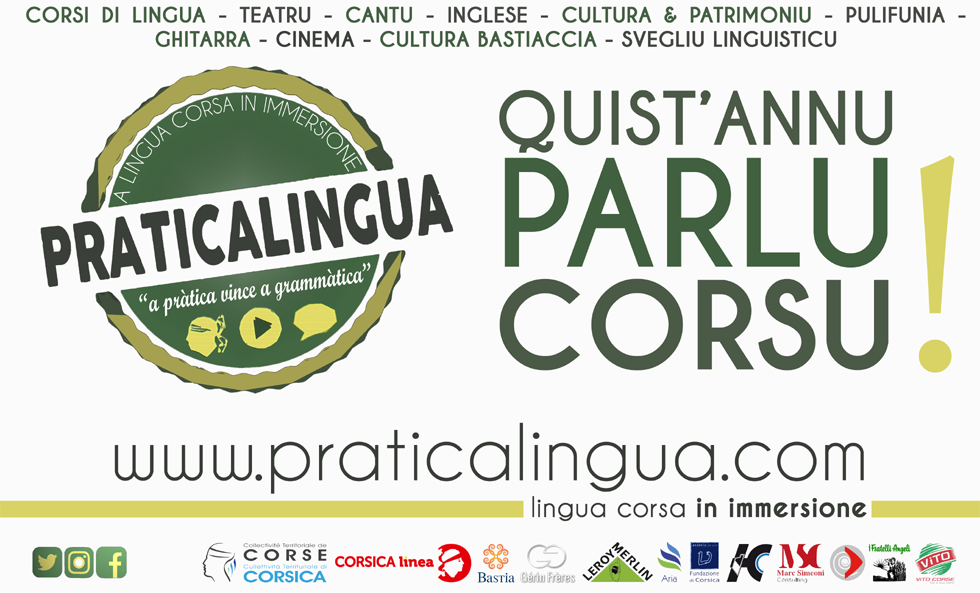 CORSI DI LINGUA - TEATRU - CANTU - INGLESE - CULTURA & PATRIMONIU - PULIFUNIA -
GHITARRA - CINEMA - CULTURA BASTIACCIA - SVEGLIU LINGUISTICU
A LINGUA CORSA IN IMMERSIONE
PRATICALINGUA
“a pràtica vince a grammàtica”
QUIST’ANNU
PARLU
CORSU!
www.praticalingua.com
lingua corsa in immersione
Collectivité Territoriale de
CORSE
Cullettività Territuriale di
CORSICA
CORSICA linea
Bastia
Gérin Frères
LEROY MERLIN
Aria
Fundazione
di Corsica
Marc Simeoni
Consulting
I Fratelli Angeli
VITO
VITO CORSE